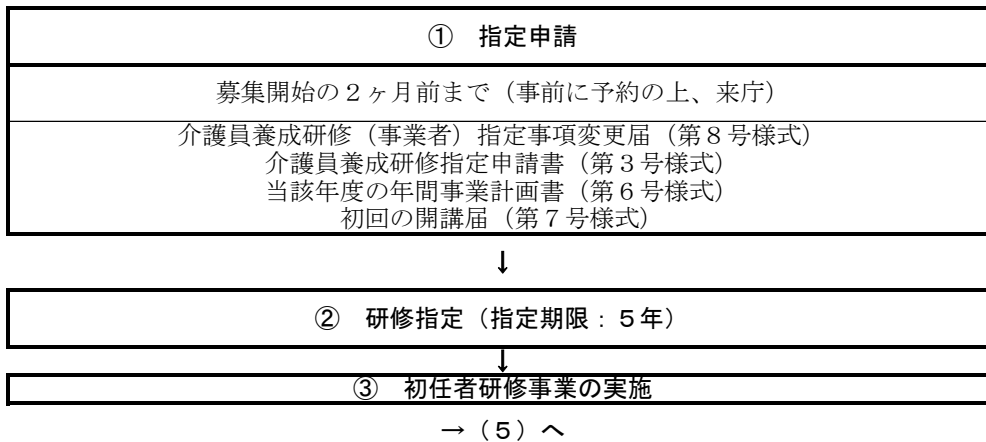 ① 指定申請
募集開始の２ヶ月前まで（事前に予約の上、来庁）
介護員養成研修（事業者）指定事項変更届（第８号様式）
介護員養成研修指定申請書（第３号様式）
当該年度の年間事業計画書（第６号様式）
初回の開講届（第７号様式）
↓
② 研修指定（指定期限：５年）
↓
③ 初任者研修事業の実施
→（５）へ